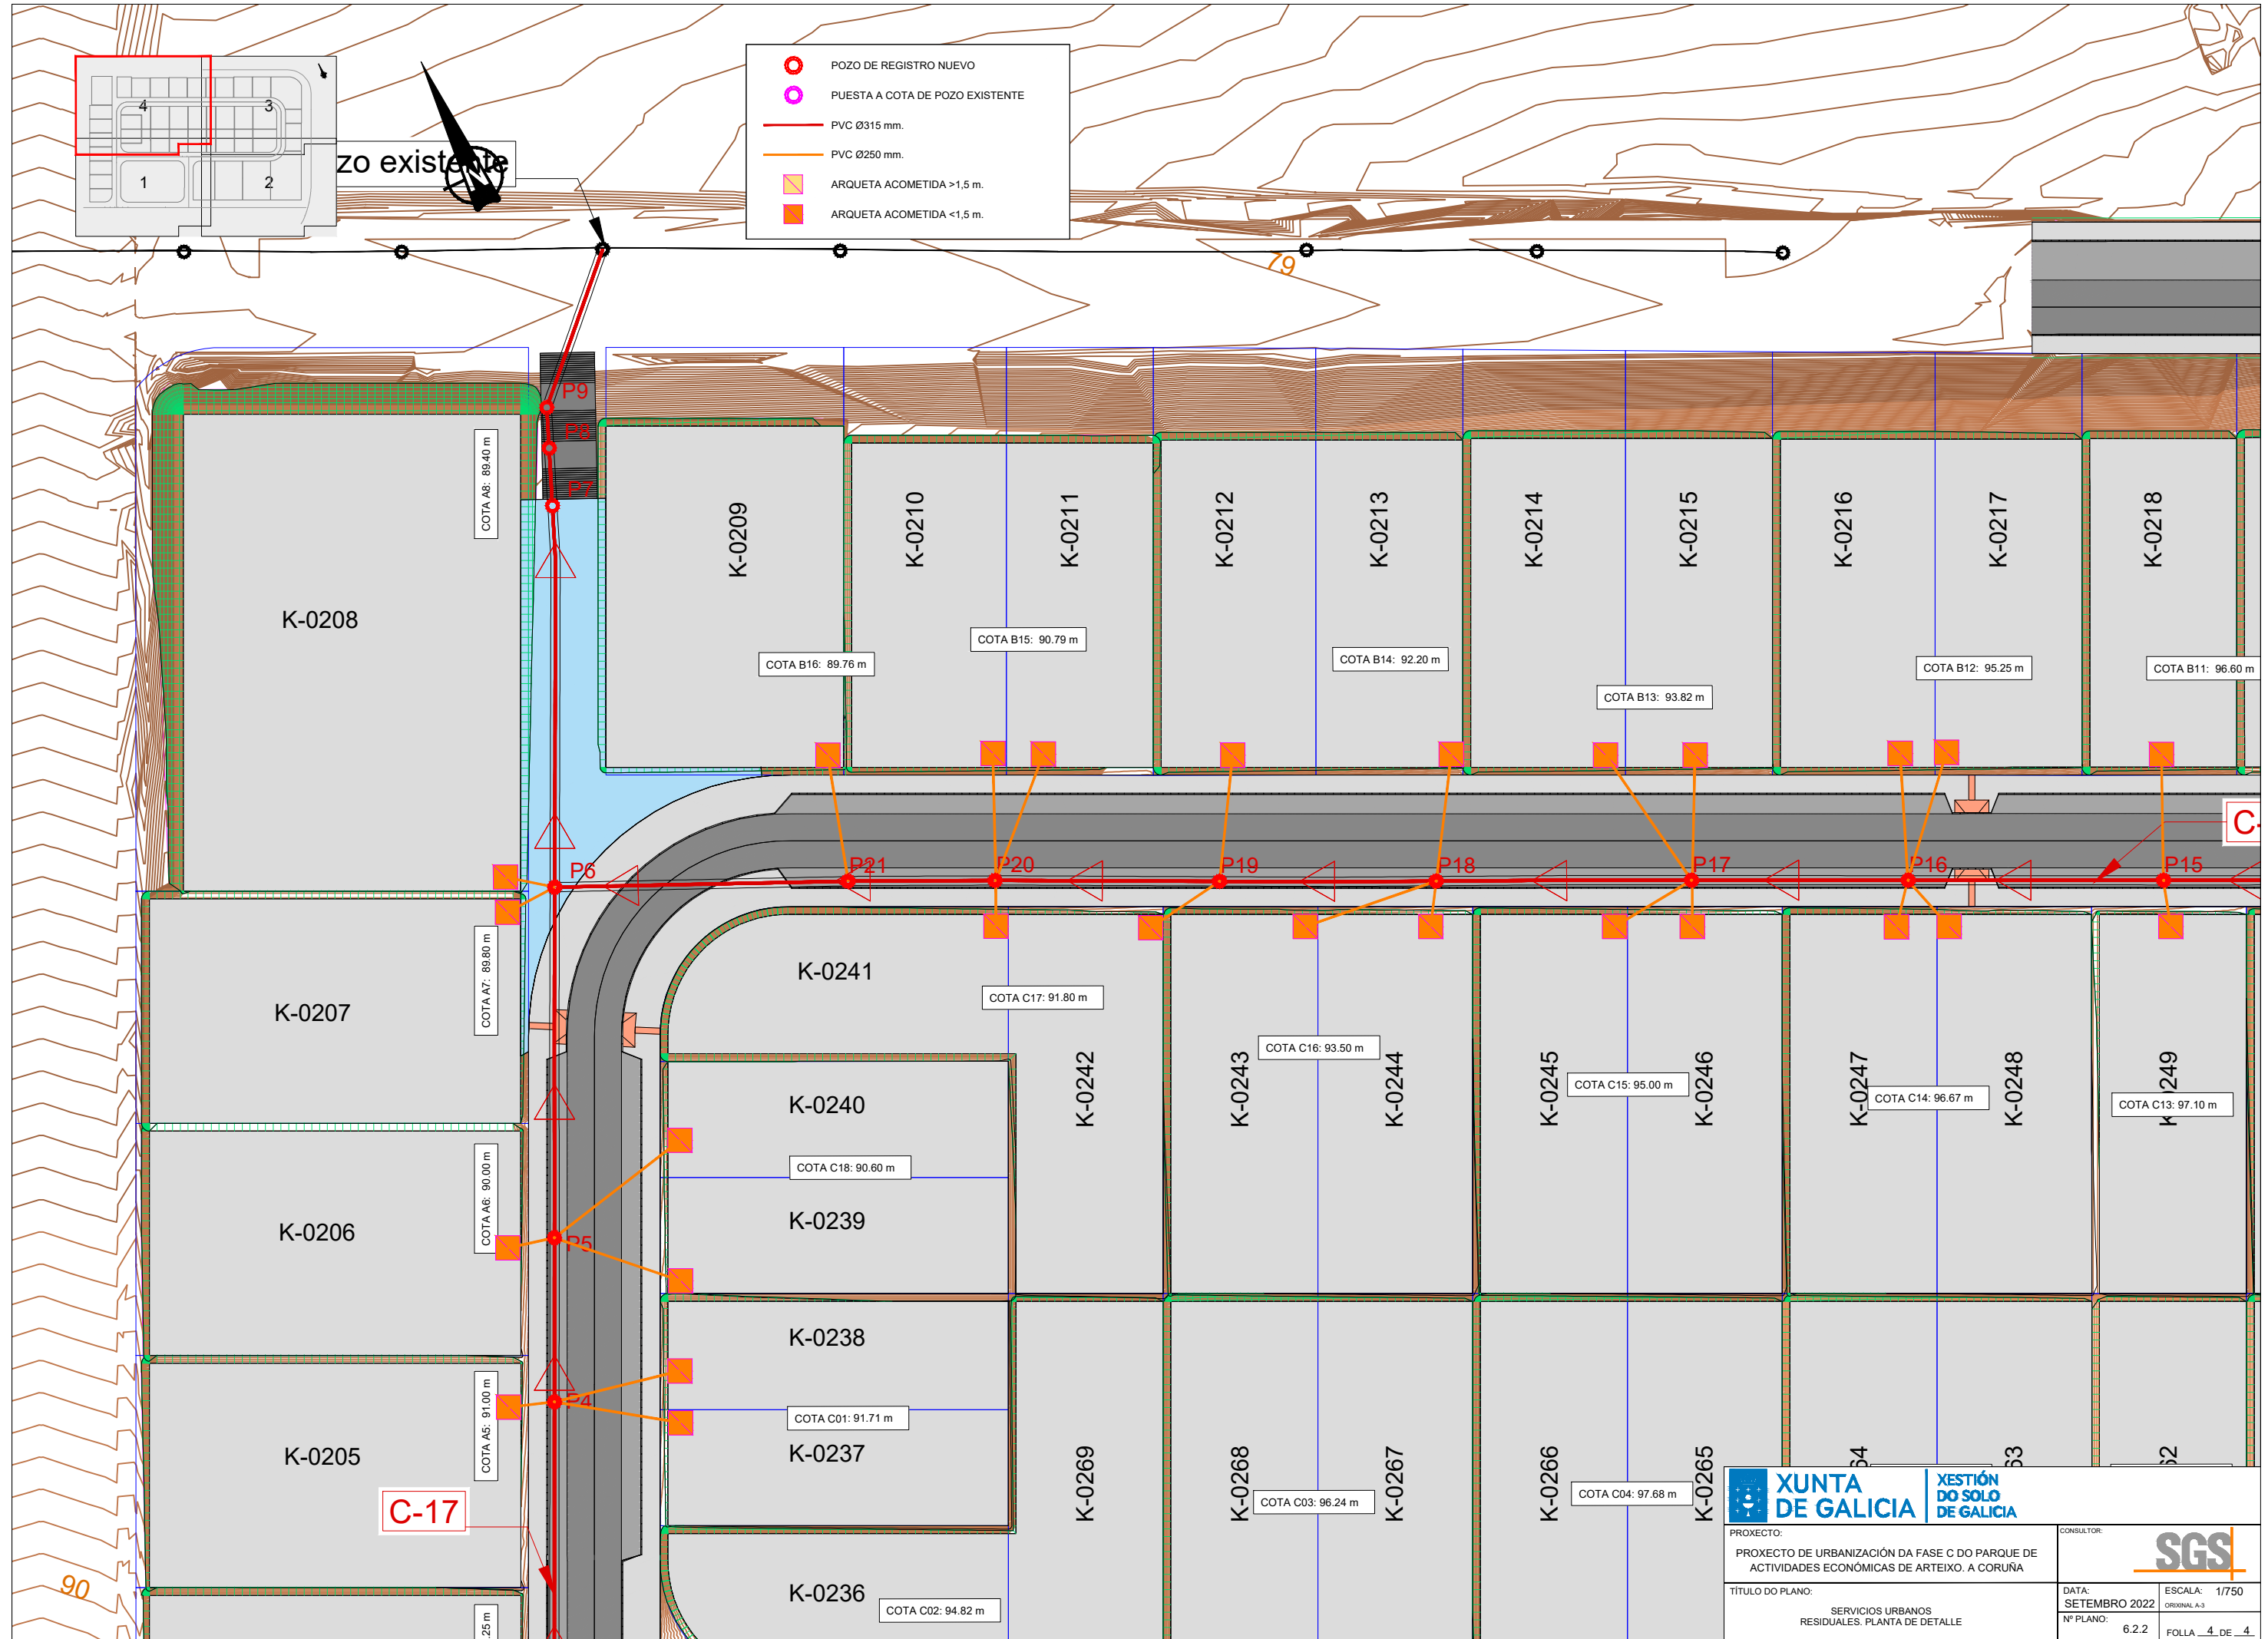 4
3
1
2
zo existente
POZO DE REGISTRO NUEVO
PUESTA A COTA DE POZO EXISTENTE
PVC Ø315 mm.
PVC Ø250 mm.
ARQUETA ACOMETIDA >1,5 m.
ARQUETA ACOMETIDA <1,5 m.
79
P9
P8
P7
COTA A8: 89.40 m
K-0208
K-0209
K-0210
K-0211
K-0212
K-0213
K-0214
K-0215
K-0216
K-0217
K-0218
COTA B16: 89.76 m
COTA B15: 90.79 m
COTA B14: 92.20 m
COTA B13: 93.82 m
COTA B12: 95.25 m
COTA B11: 96.60 m
C-
P6
P21
P20
P19
P18
P17
P16
P15
COTA A7: 89.80 m
K-0207
K-0241
COTA C17: 91.80 m
COTA C16: 93.50 m
COTA C15: 95.00 m
COTA C14: 96.67 m
COTA C13: 97.10 m
K-0242
K-0243
K-0244
K-0245
K-0246
K-0247
K-0248
K-0249
K-0240
COTA C18: 90.60 m
K-0239
COTA A6: 90.00 m
K-0206
P5
K-0238
COTA C01: 91.71 m
K-0237
P4
COTA A5: 91.00 m
K-0205
C-17
K-0269
K-0268
K-0267
K-0266
K-0265
64
63
62
COTA C03: 96.24 m
COTA C04: 97.68 m
K-0236
COTA C02: 94.82 m
90
.25 m
XUNTA
DE GALICIA
XESTIÓN
DO SOLO
DE GALICIA
PROXECTO:
PROXECTO DE URBANIZACIÓN DA FASE C DO PARQUE DE
ACTIVIDADES ECONÓMICAS DE ARTEIXO. A CORUÑA
CONSULTOR:
SGS
TÍTULO DO PLANO:
SERVICIOS URBANOS
RESIDUALES. PLANTA DE DETALLE
DATA:
SETEMBRO 2022
ESCALA: 1/750
ORIXINAL A-3
Nº PLANO:
6.2.2
FOLLA 4 DE 4